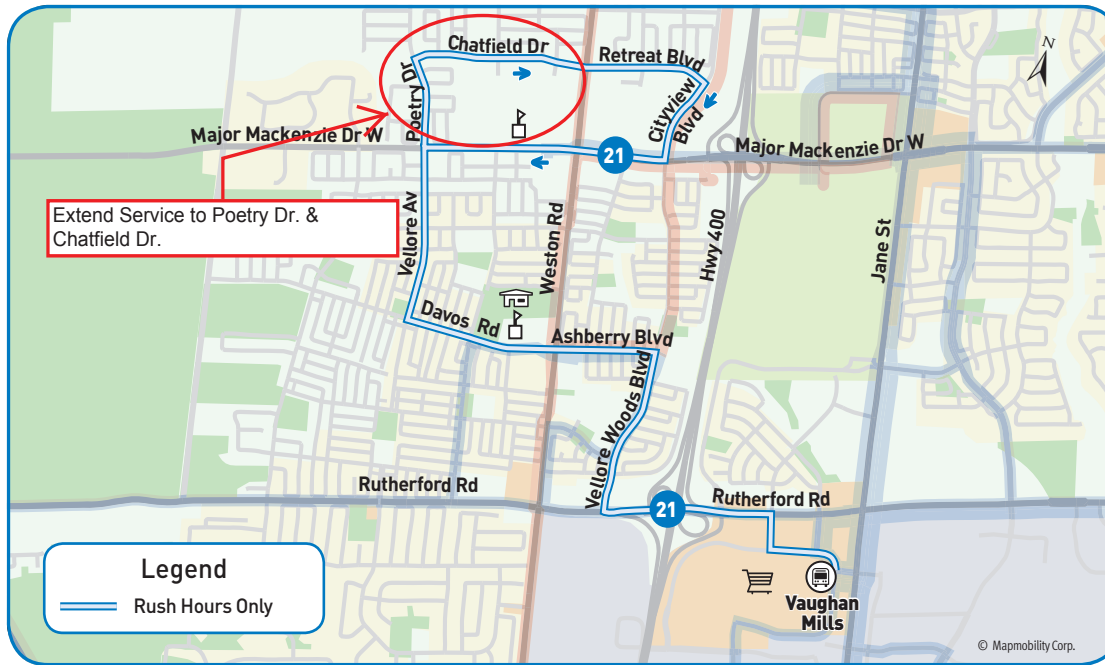 Chatfield Dr
Retreat Blvd
N
Poetry Dr
Cityview
Blvd
Major Mackenzie Dr W
21
Major Mackenzie Dr W
Extend Service to Poetry Dr. &
Chatfield Dr.
Vellore Av
Weston Rd
Hwy 400
Jane St
Davos Rd
Ashberry Blvd
Vellore Woods Blvd
Rutherford Rd
21
Rutherford Rd
Legend
Rush Hours Only
Vaughan
Mills
© Mapmobility Corp.